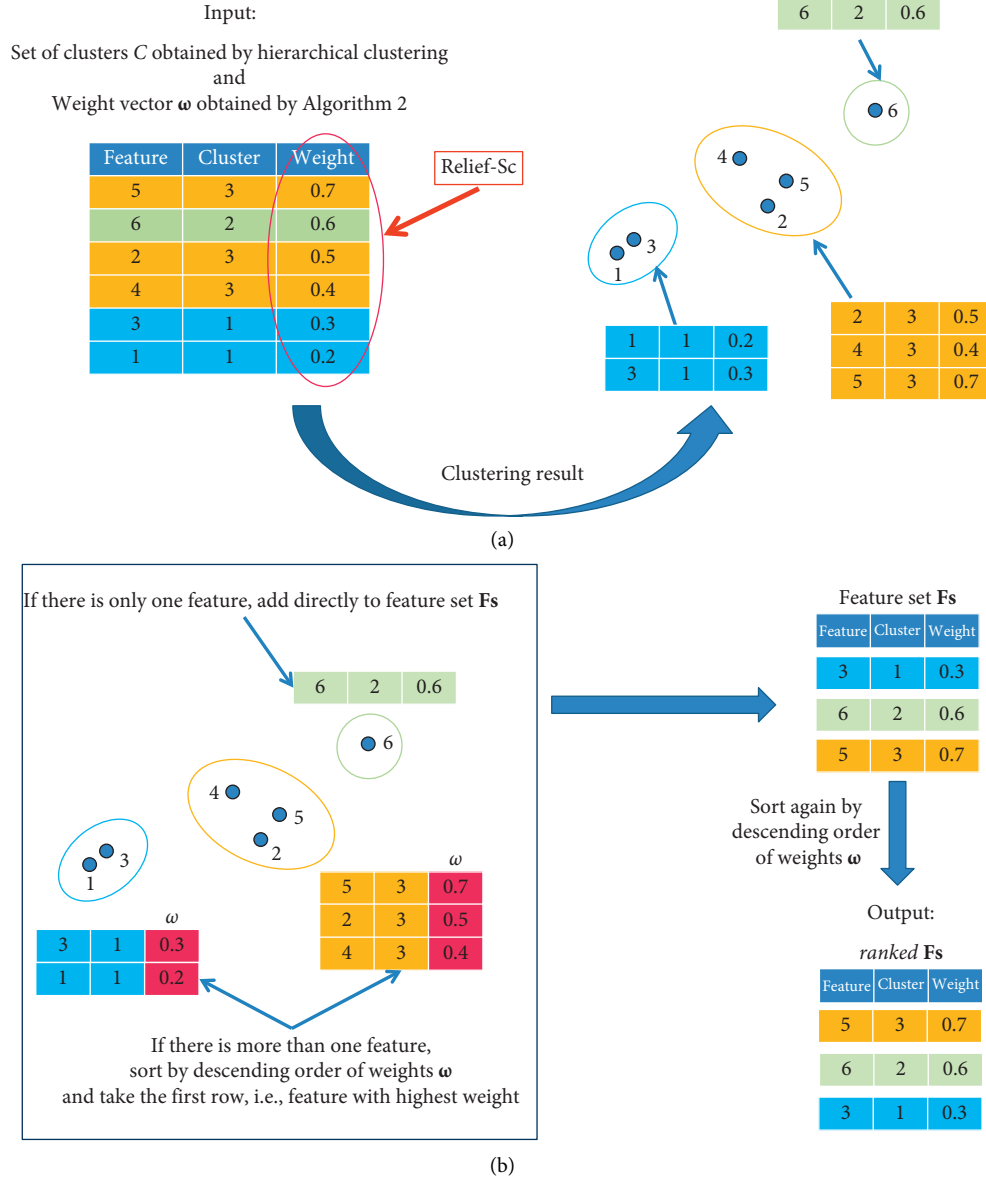 Input:
Set of clusters C obtained by hierarchical clustering
and
Weight vector ω obtained by Algorithm 2
Feature Cluster Weight
5 3 0.7
6 2 0.6
2 3 0.5
4 3 0.4
3 1 0.3
1 1 0.2
Relief-Sc
6 2 0.6
6
4
5
2
3
1
1 1 0.2
3 1 0.3
2 3 0.5
4 3 0.4
5 3 0.7
Clustering result
(a)
If there is only one feature, add directly to feature set Fs
6 2 0.6
6
4
5
2
3
1
ω
5 3 0.7
2 3 0.5
4 3 0.4
ω
3 1 0.3
1 1 0.2
If there is more than one feature,
sort by descending order of weights ω
and take the first row, i.e., feature with highest weight
Feature set Fs
Feature Cluster Weight
3 1 0.3
6 2 0.6
5 3 0.7
Sort again by
descending order
of weights ω
Output:
ranked Fs
Feature Cluster Weight
5 3 0.7
6 2 0.6
3 1 0.3
(b)